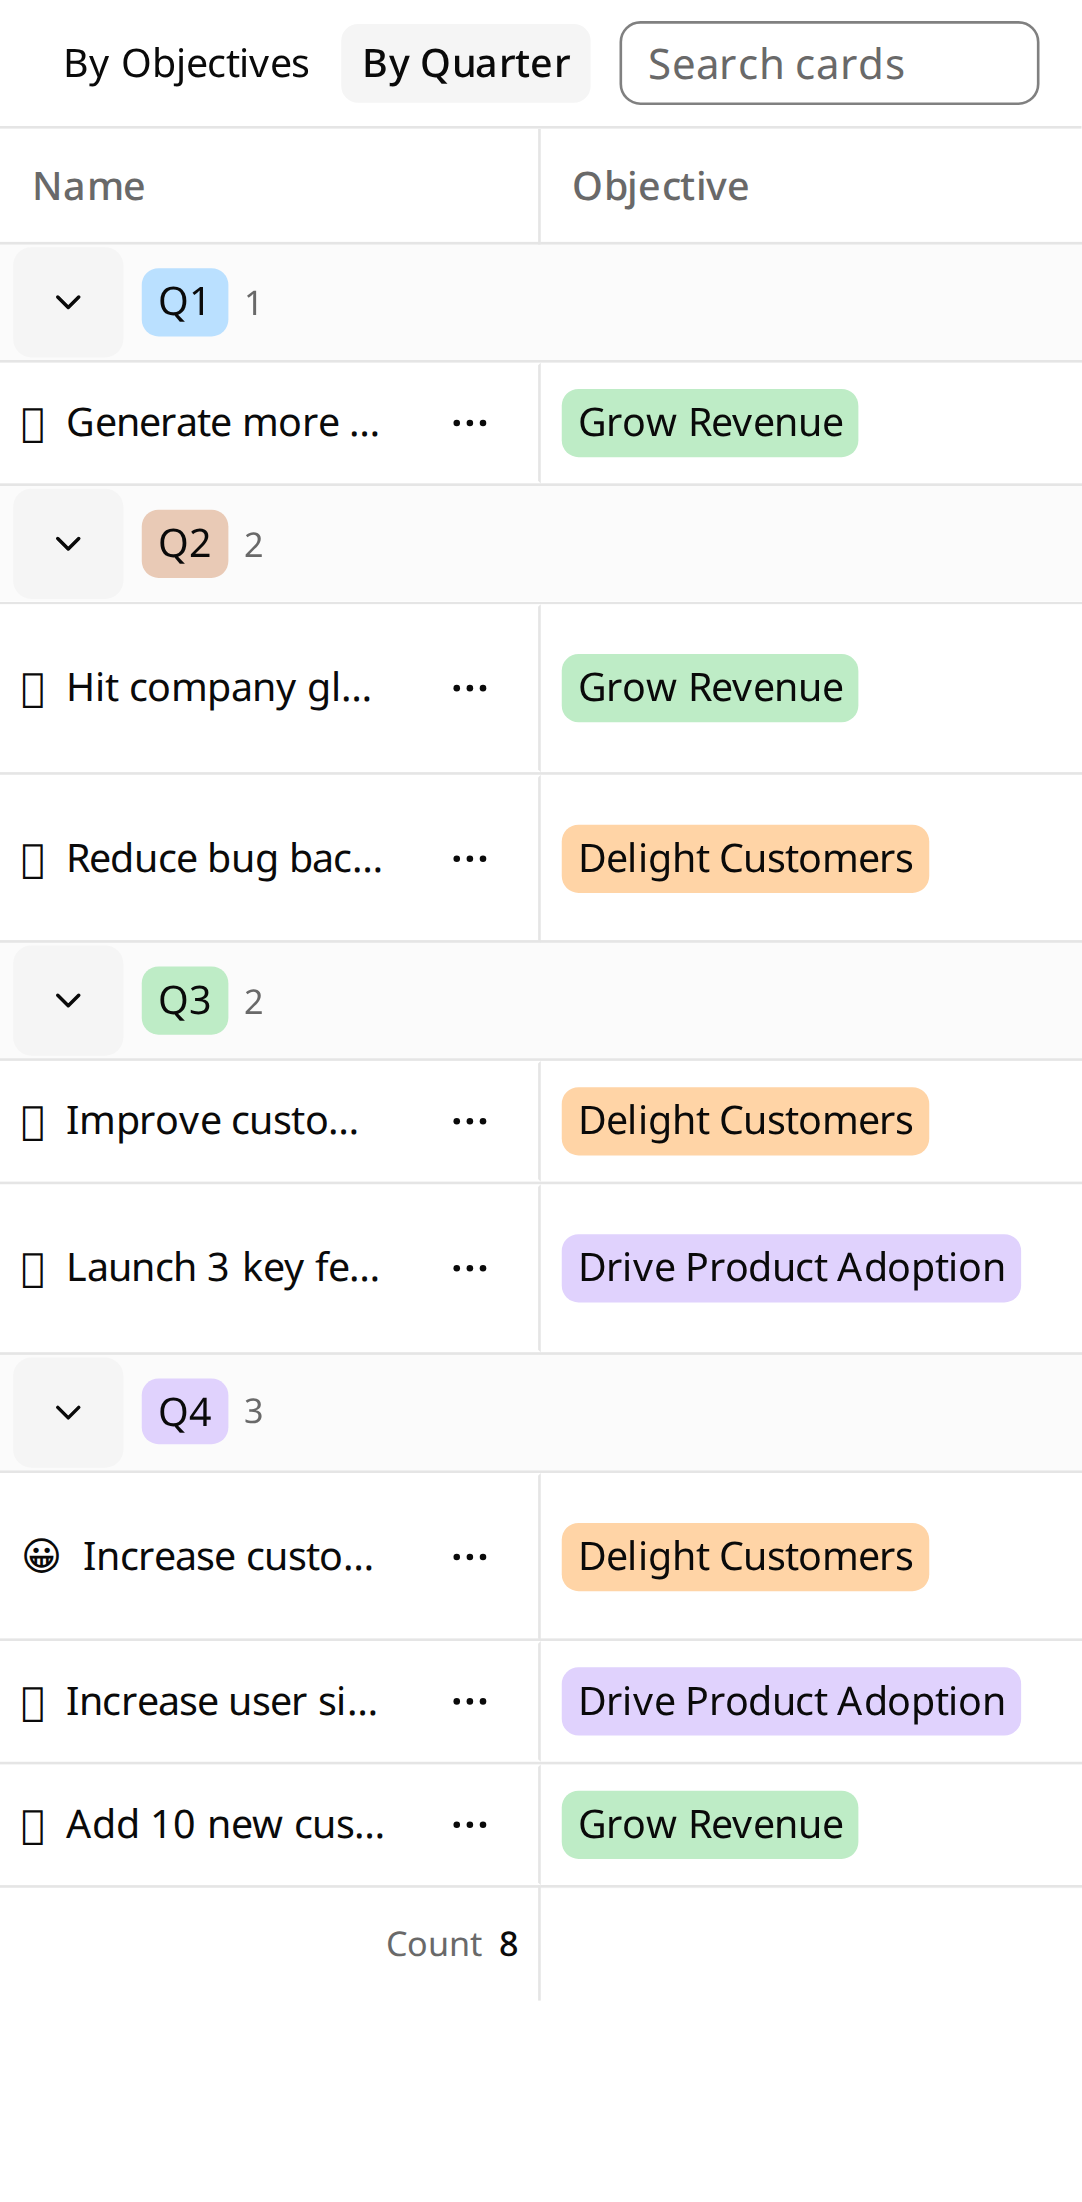 By Objectives By Quarter Search cards
Name Objective
Q1 1
Generate more ... Grow Revenue
Q2 2
Hit company gl... Grow Revenue
Reduce bug bac... Delight Customers
Q3 2
Improve custo... Delight Customers
Launch 3 key fe... Drive Product Adoption
Q4 3
😀 Increase custo... Delight Customers
Increase user si... Drive Product Adoption
Add 10 new cus... Grow Revenue
Count 8